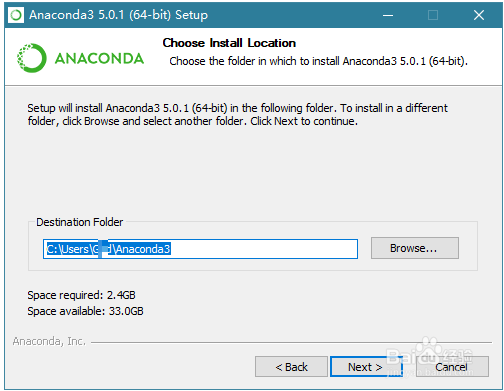 Anaconda3 5.0.1 (64-bit) Setup
ANACONDA
Choose Install Location
Choose the folder in which to install Anaconda3 5.0.1 (64-bit).
Setup will install Anaconda3 5.0.1 (64-bit) in the following folder. To install in a different
folder, click Browse and select another folder. Click Next to continue.
Destination Folder
C:\Users\G d\Anaconda3
Browse...
Space required: 2.4GB
Space available: 33.0GB
Anaconda, Inc.
< Back
Next >
Cancel
Baidu 经验